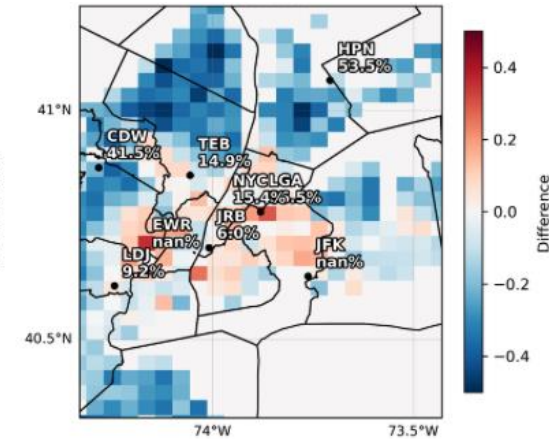 HPN
53.5%
0.4
41°N
CDW
41.5%
TEB
14.9%
0.2
NYC LGA
15.4%
.5%
EWR
nan%
JRB
6.0%
0.0
JFK
nan%
LDJ
9.2%
Difference
−0.2
40.5°N
−0.4
74°W
73.5°W